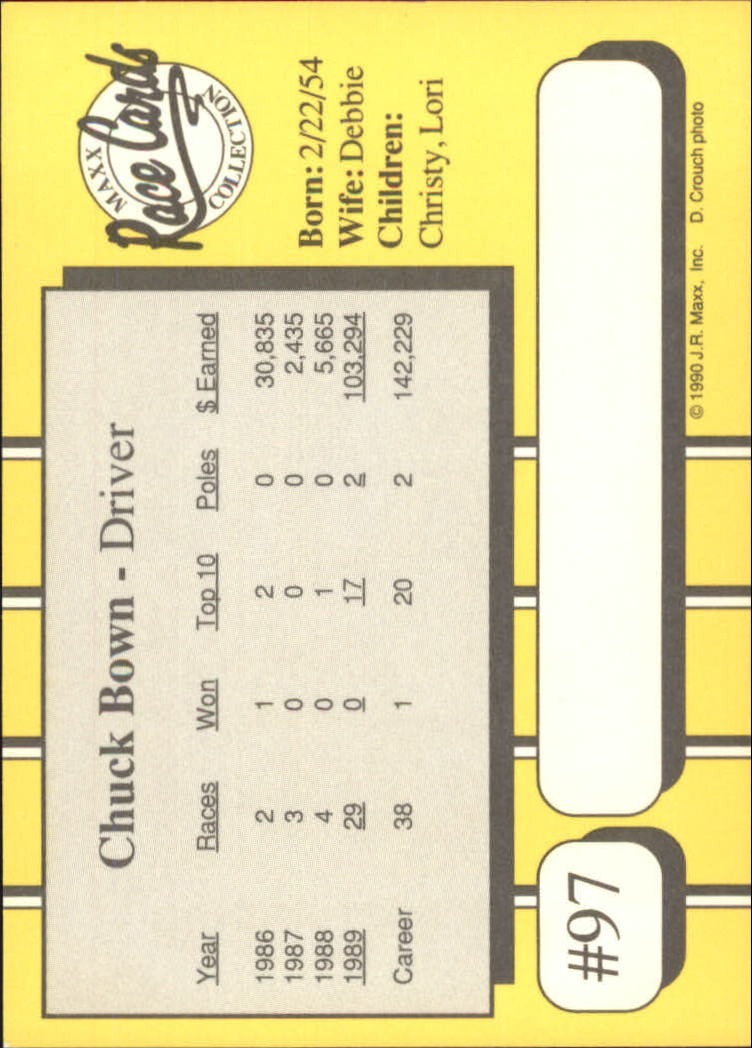 Chuck Bown - Driver
Year Races Won Top 10 Poles $ Earned
1986 2 1 2 0 30,835
1987 3 0 0 0 2,435
1988 4 0 1 0 5,665
1989 29 0 17 2 103,294
Career 38 1 20 2 142,229
MAXX
Race Cards
COLLECTION
Born: 2/22/54
Wife: Debbie
Children:
Christy, Lori
#97
© 1990 J.R. Maxx, Inc. D. Crouch photo